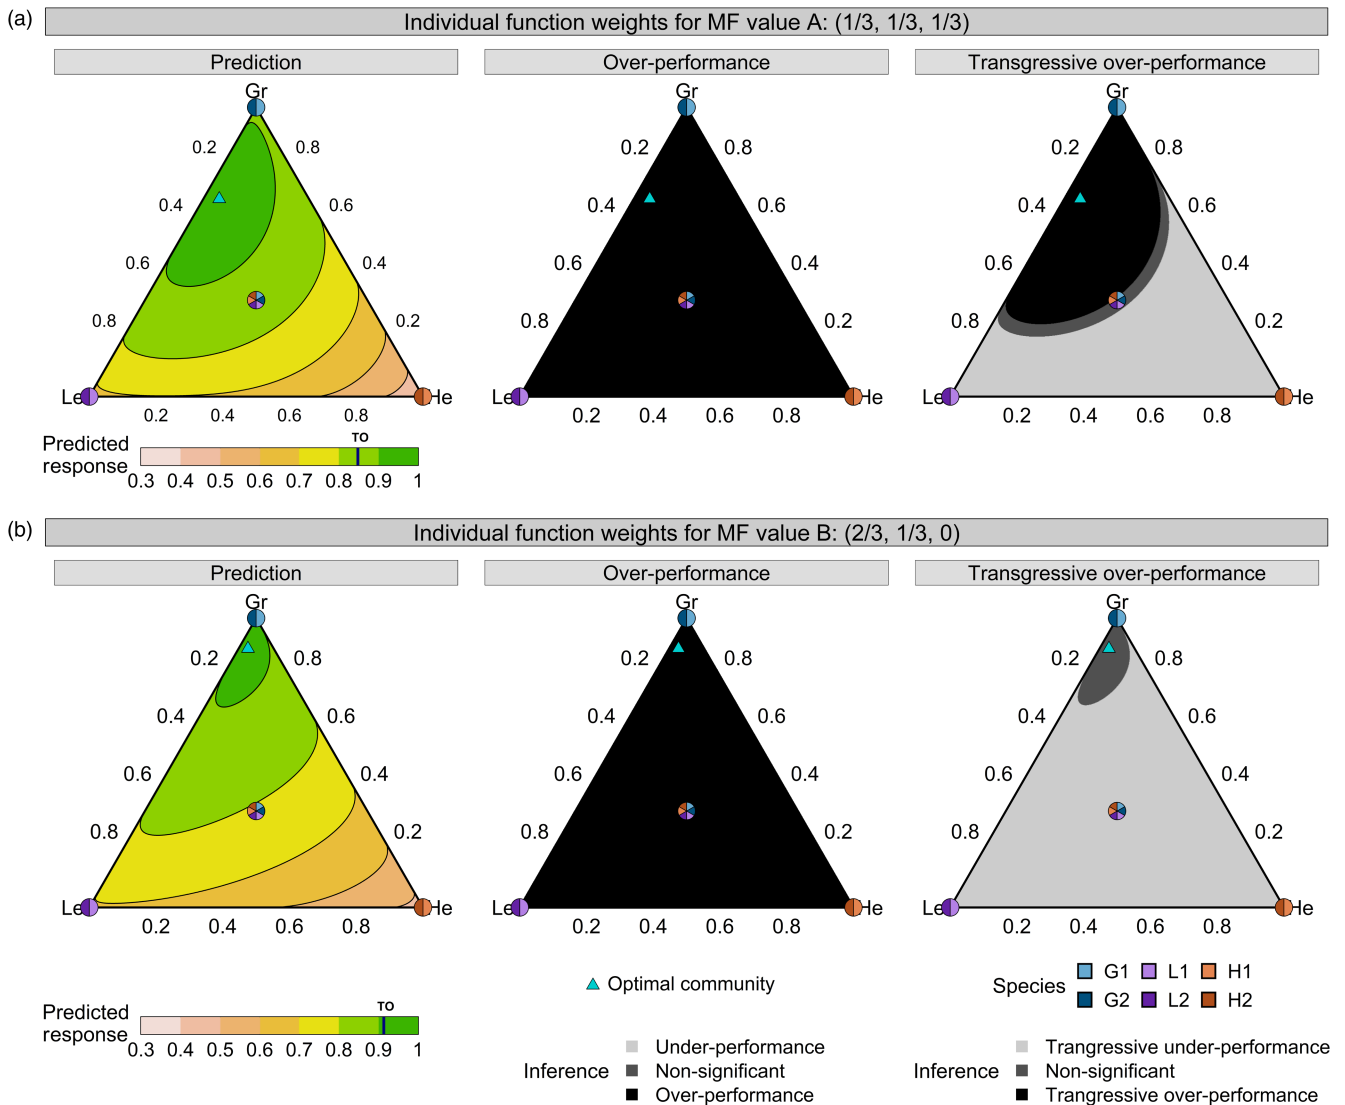 (a)
Individual function weights for MF value A: (1/3, 1/3, 1/3)
Prediction Over-performance Transgressive over-performance
Gr Gr Gr
0.2 0.8 0.2 0.8 0.2 0.8
0.4 0.6 0.4 0.6 0.4 0.6
0.6 0.4 0.6 0.4 0.6 0.4
0.8 0.2 0.8 0.2 0.8 0.2
Le He Le He Le He
0.2 0.4 0.6 0.8 0.2 0.4 0.6 0.8 0.2 0.4 0.6 0.8
TO
Predicted
response
0.3 0.4 0.5 0.6 0.7 0.8 0.9 1
(b)
Individual function weights for MF value B: (2/3, 1/3, 0)
Prediction Over-performance Transgressive over-performance
Gr Gr Gr
0.2 0.8 0.2 0.8 0.2 0.8
0.4 0.6 0.4 0.6 0.4 0.6
0.6 0.4 0.6 0.4 0.6 0.4
0.8 0.2 0.8 0.2 0.8 0.2
Le He Le He Le He
0.2 0.4 0.6 0.8 0.2 0.4 0.6 0.8 0.2 0.4 0.6 0.8
TO
Predicted
response
0.3 0.4 0.5 0.6 0.7 0.8 0.9 1
Optimal community
Species
G1 L1 H1
G2 L2 H2
Inference
Under-performance
Non-significant
Over-performance
Inference
Trangressive under-performance
Non-significant
Trangressive over-performance